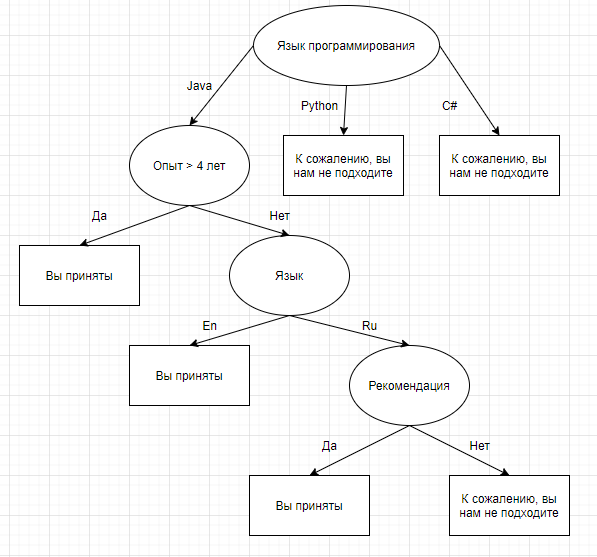 Язык программирования
Java
Python
C#
Опыт > 4 лет
К сожалению, вы
нам не подходите
К сожалению, вы
нам не подходите
Да
Нет
Вы приняты
Язык
En
Ru
Вы приняты
Рекомендация
Да
Нет
Вы приняты
К сожалению, вы
нам не подходите